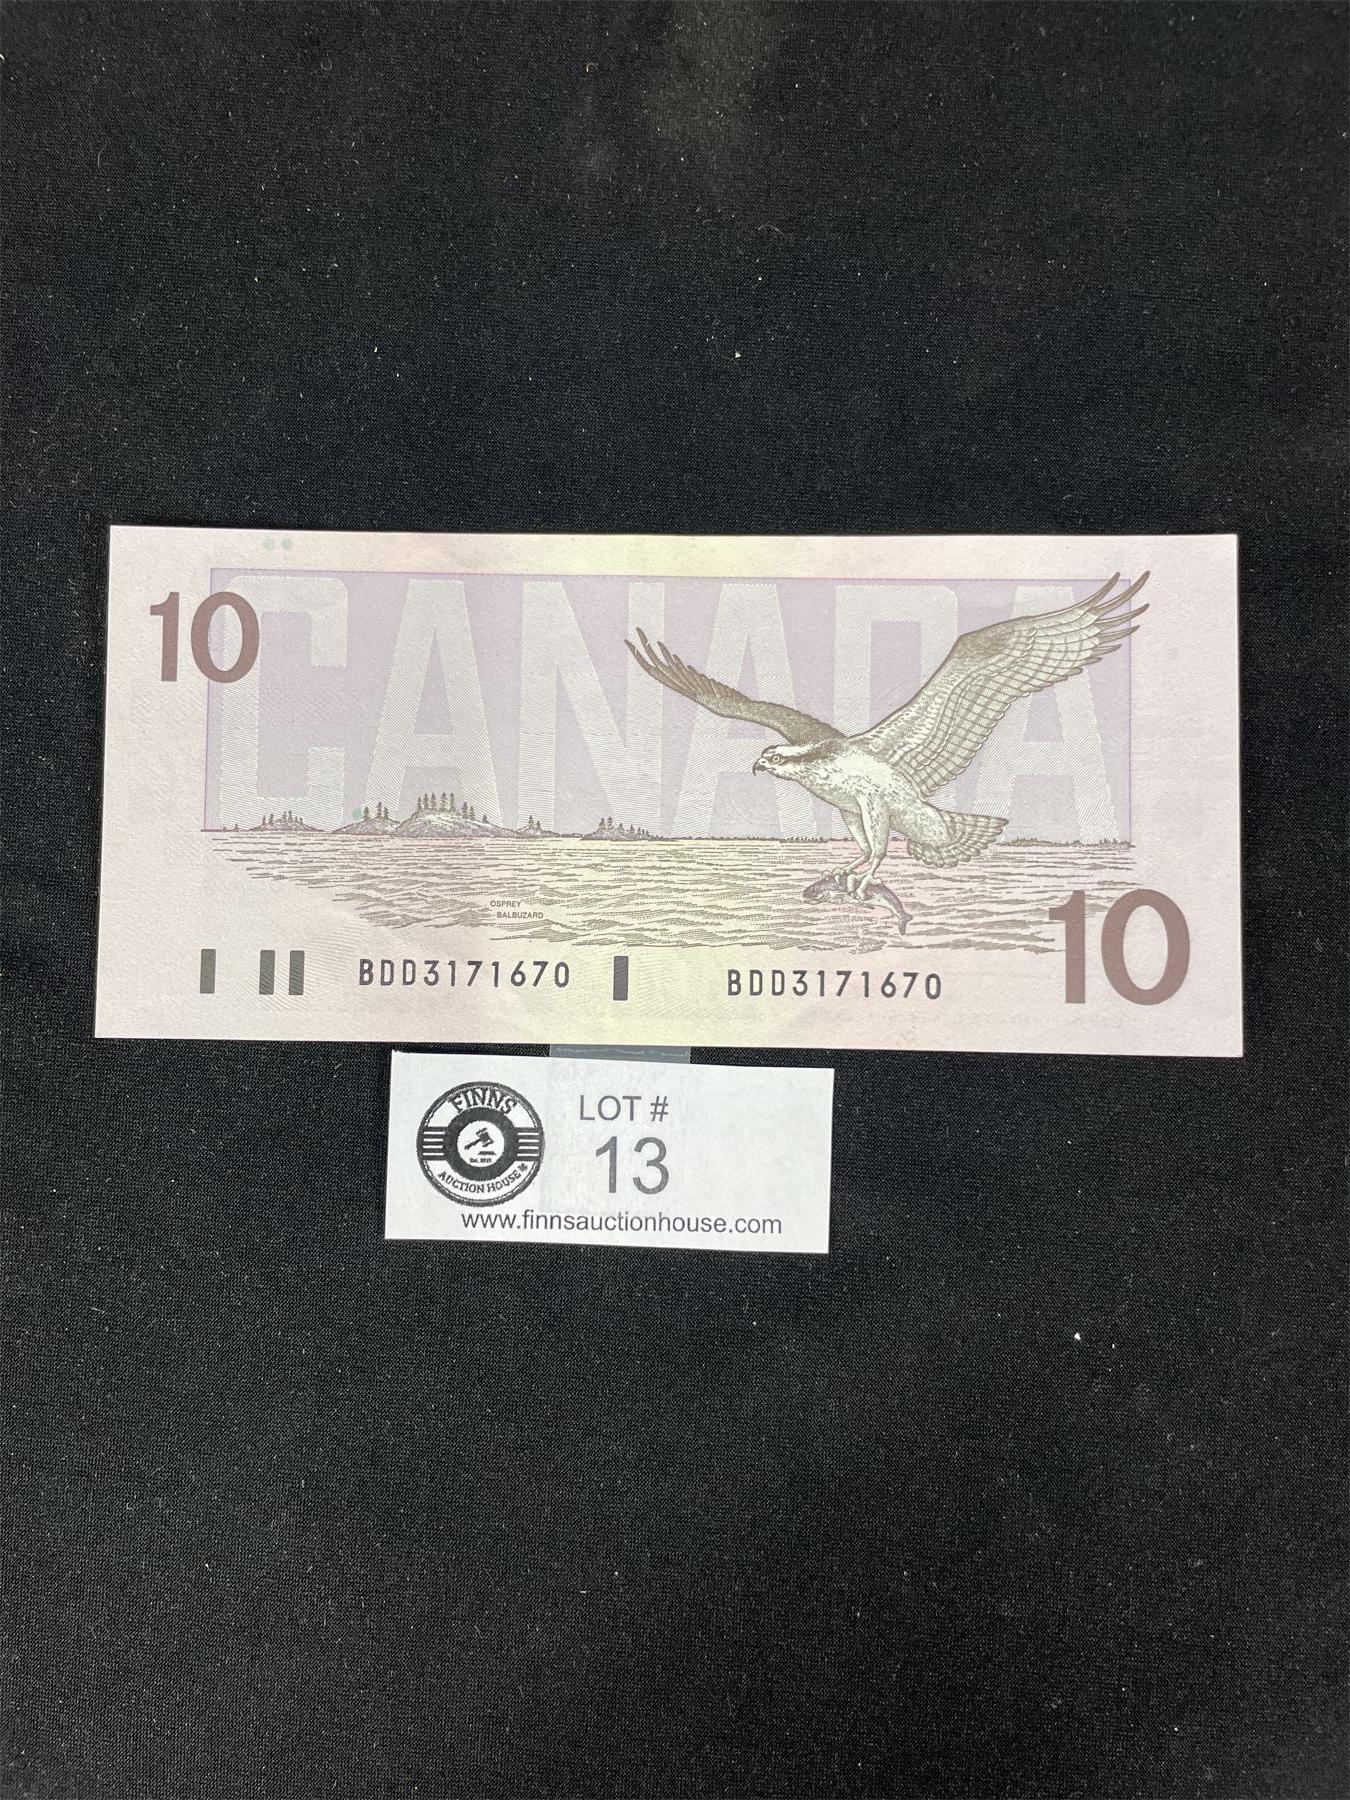 CANADA
10
OSPREY
BALBUZARD
BDD3171670
BDD3171670
10
FINNS
AUCTION HOUSE
LOT #
13
www.finnsauctionhouse.com